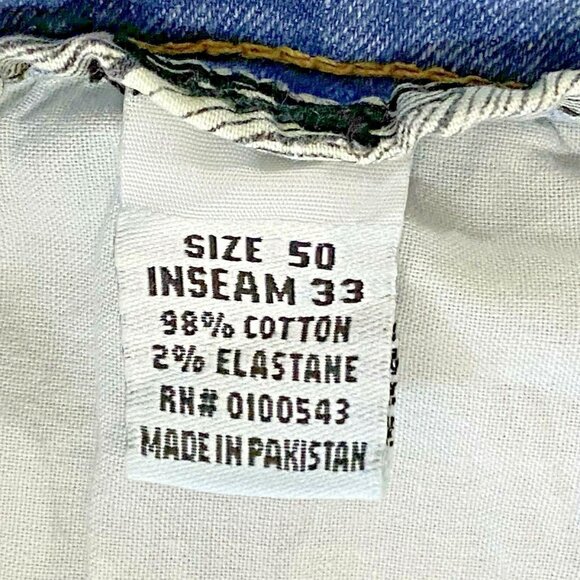 SIZE 50
INSEAM 33
98% COTTON
2% ELASTANE
RN# 0100543
MADE IN PAKISTAN